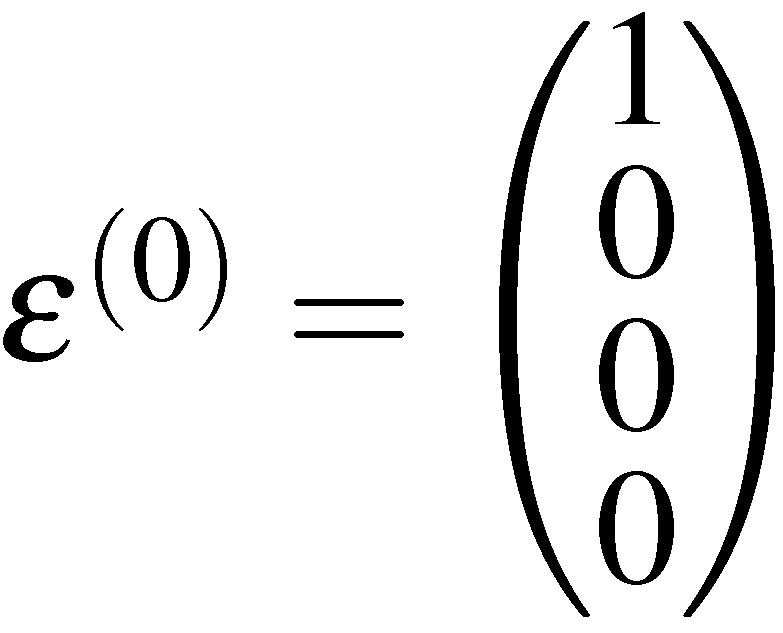 𝜺⁽⁰⁾ = (1
0
0
0)